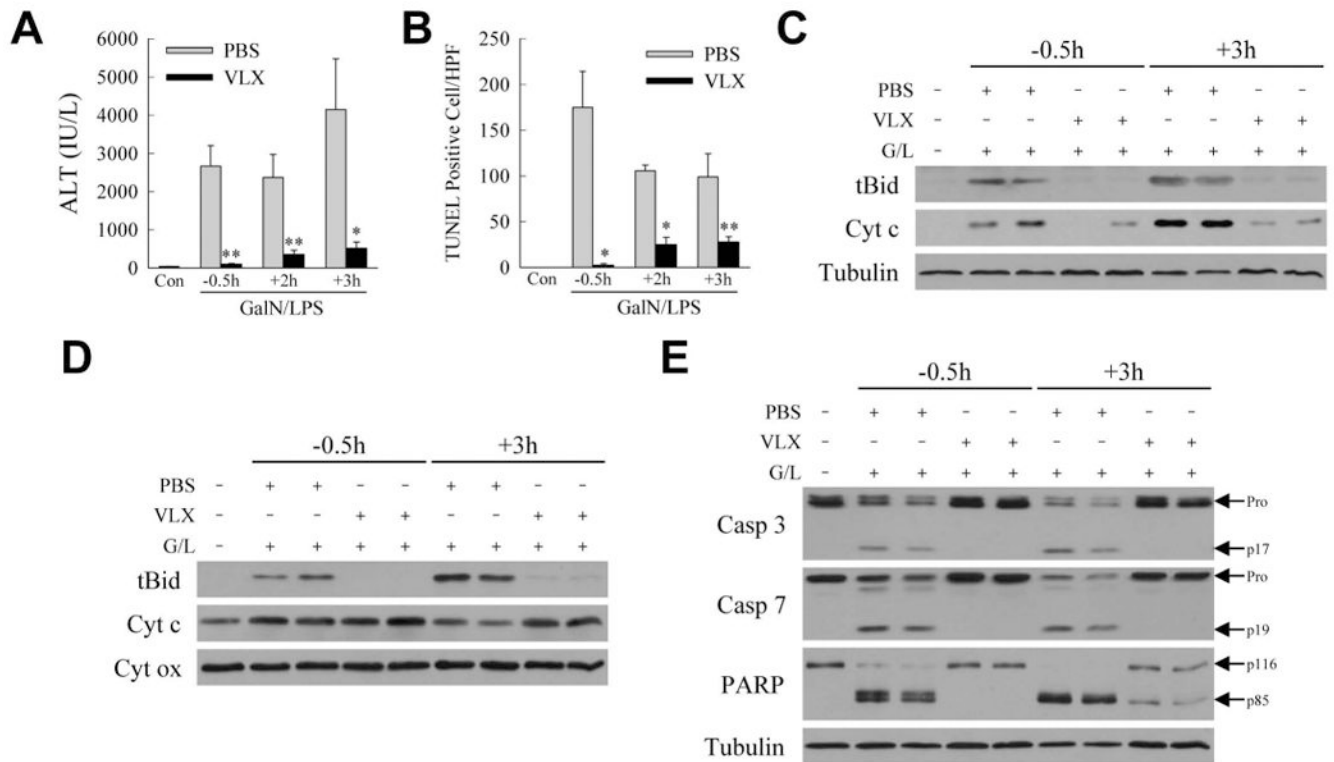 A
ALT (IU/L)
6000
5000
4000
3000
2000
1000
0
PBS
VLX
**
**
*
Con
-0.5h
+2h
+3h
GalN/LPS
B
TUNEL Positive Cell/HPF
250
200
150
100
50
0
PBS
VLX
*
*
**
Con
-0.5h
+2h
+3h
GalN/LPS
C
-0.5h +3h
PBS - + + - - + + - -
VLX - - - + + - - + +
G/L - + + + + + + + +
tBid
Cyt c
Tubulin
D
-0.5h +3h
PBS - + + - - + + - -
VLX - - - + + - - + +
G/L - + + + + + + + +
tBid
Cyt c
Cyt ox
E
-0.5h +3h
PBS - + + - - + + - -
VLX - - - + + - - + +
G/L - + + + + + + + +
Casp 3
Pro
p17
Casp 7
Pro
p19
PARP
p116
p85
Tubulin